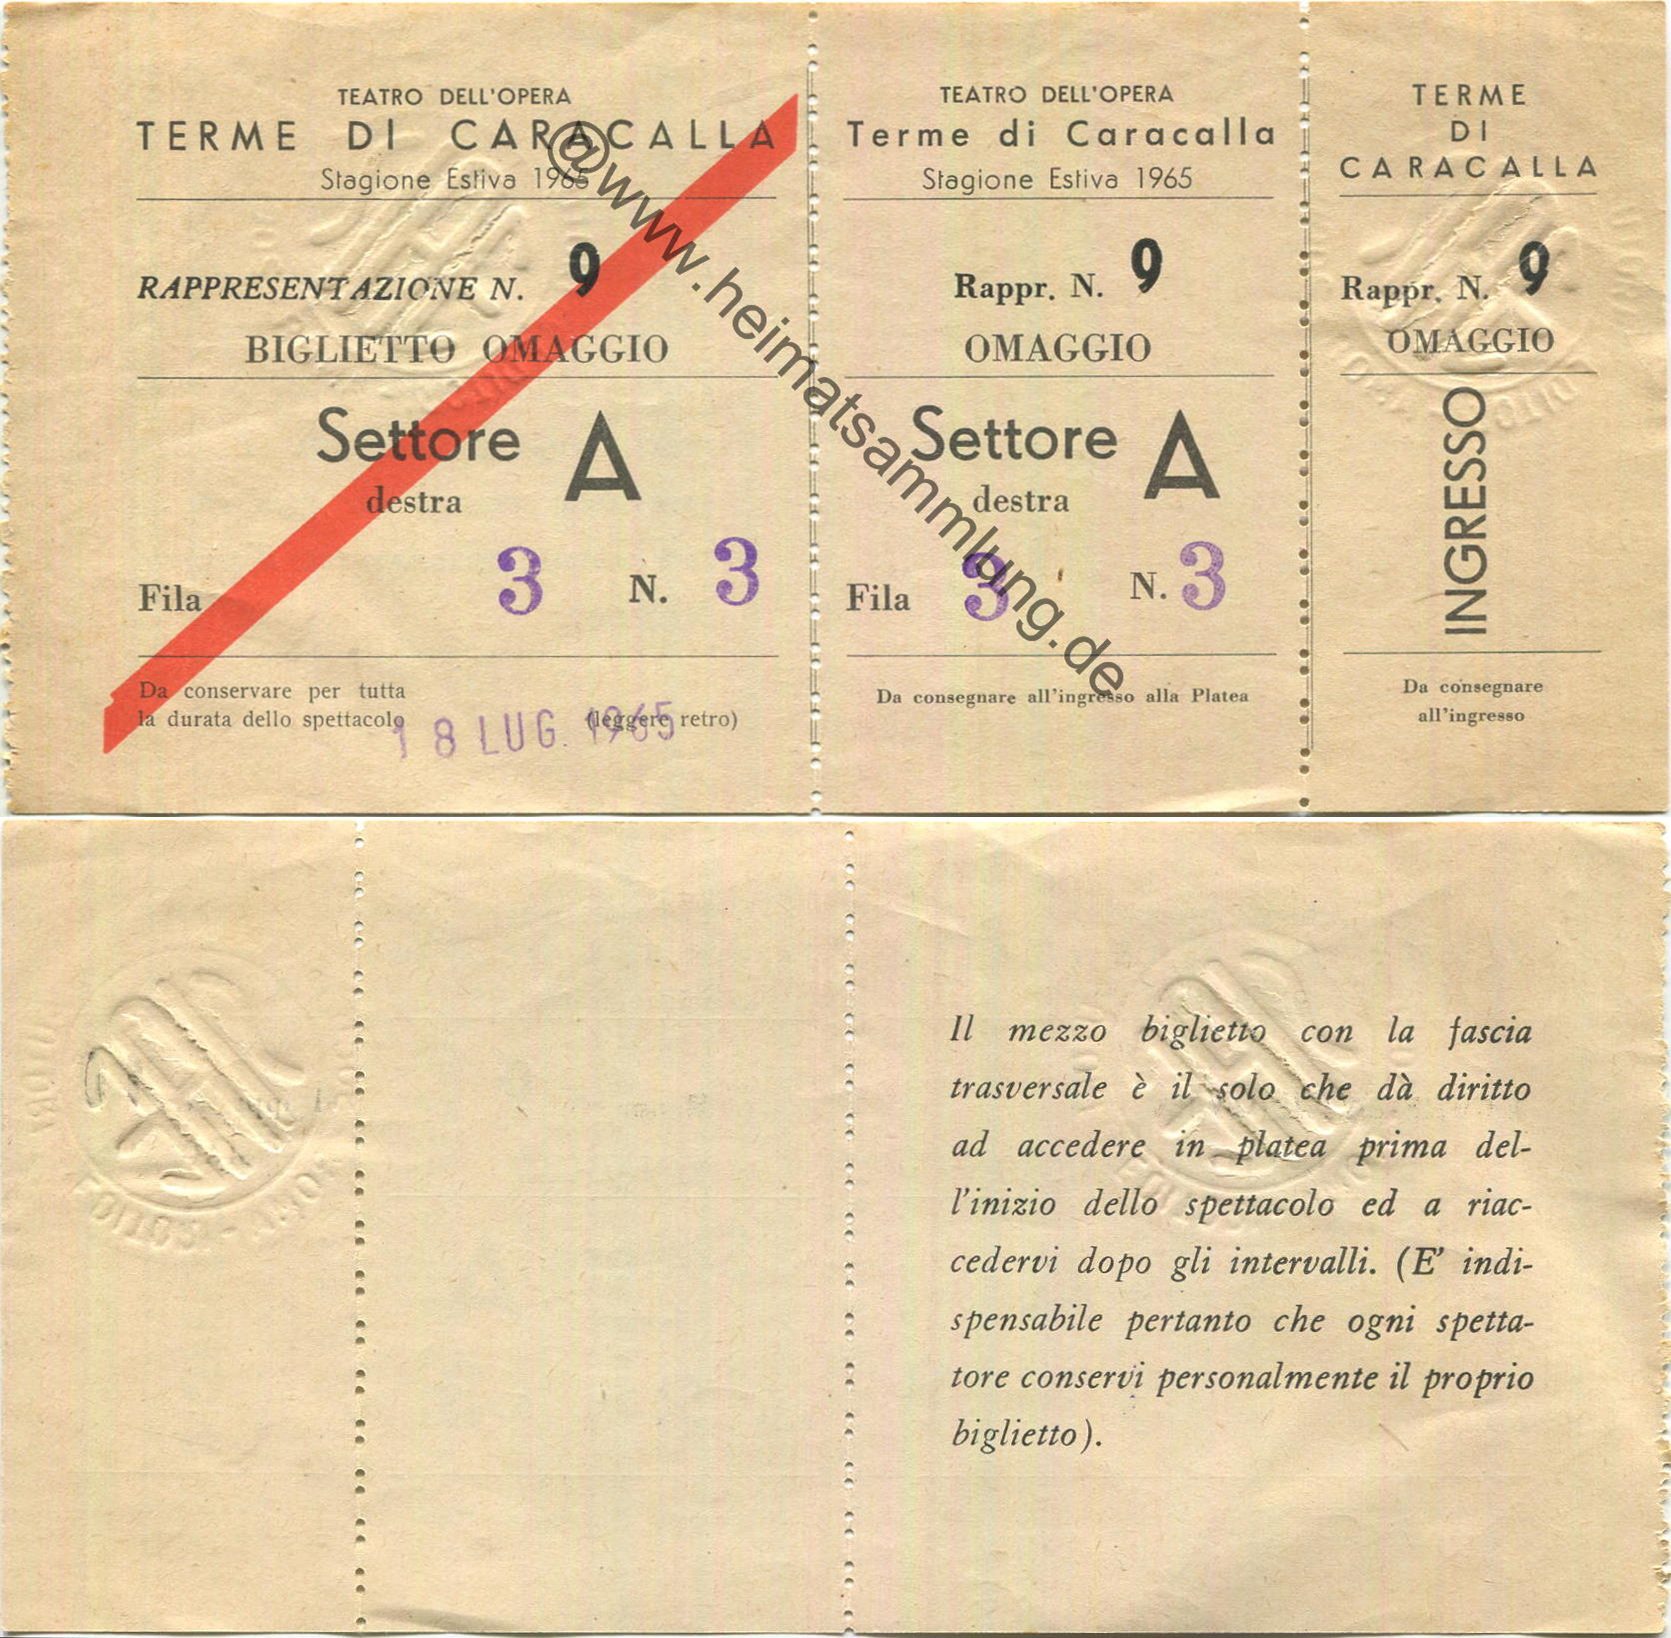 TEATRO DELL'OPERA
TERME DI CARACALLA
Stagione Estiva 1965
RAPPRESENTAZIONE N. 9
BIGLIETTO OMAGGIO
Settore A
destra
Fila 3 N. 3
Da conservare per tutta
la durata dello spettacolo (leggere retro)
18 LUG. 1965
TEATRO DELL'OPERA
Terme di Caracalla
Stagione Estiva 1965
Rappr. N. 9
OMAGGIO
Settore A
destra
Fila 3 N. 3
Da consegnare all'ingresso alla Platea
TERME
DI
CARACALLA
Rappr. N. 9
OMAGGIO
INGRESSO
Da consegnare
all'ingresso
@www.heimatsammlung.de
Il mezzo biglietto con la fascia
trasversale è il solo che dà diritto
ad accedere in platea prima del-
l'inizio dello spettacolo ed a riac-
cedervi dopo gli intervalli. (E' indi-
spensabile pertanto che ogni spetta-
tore conservi personalmente il proprio
biglietto).